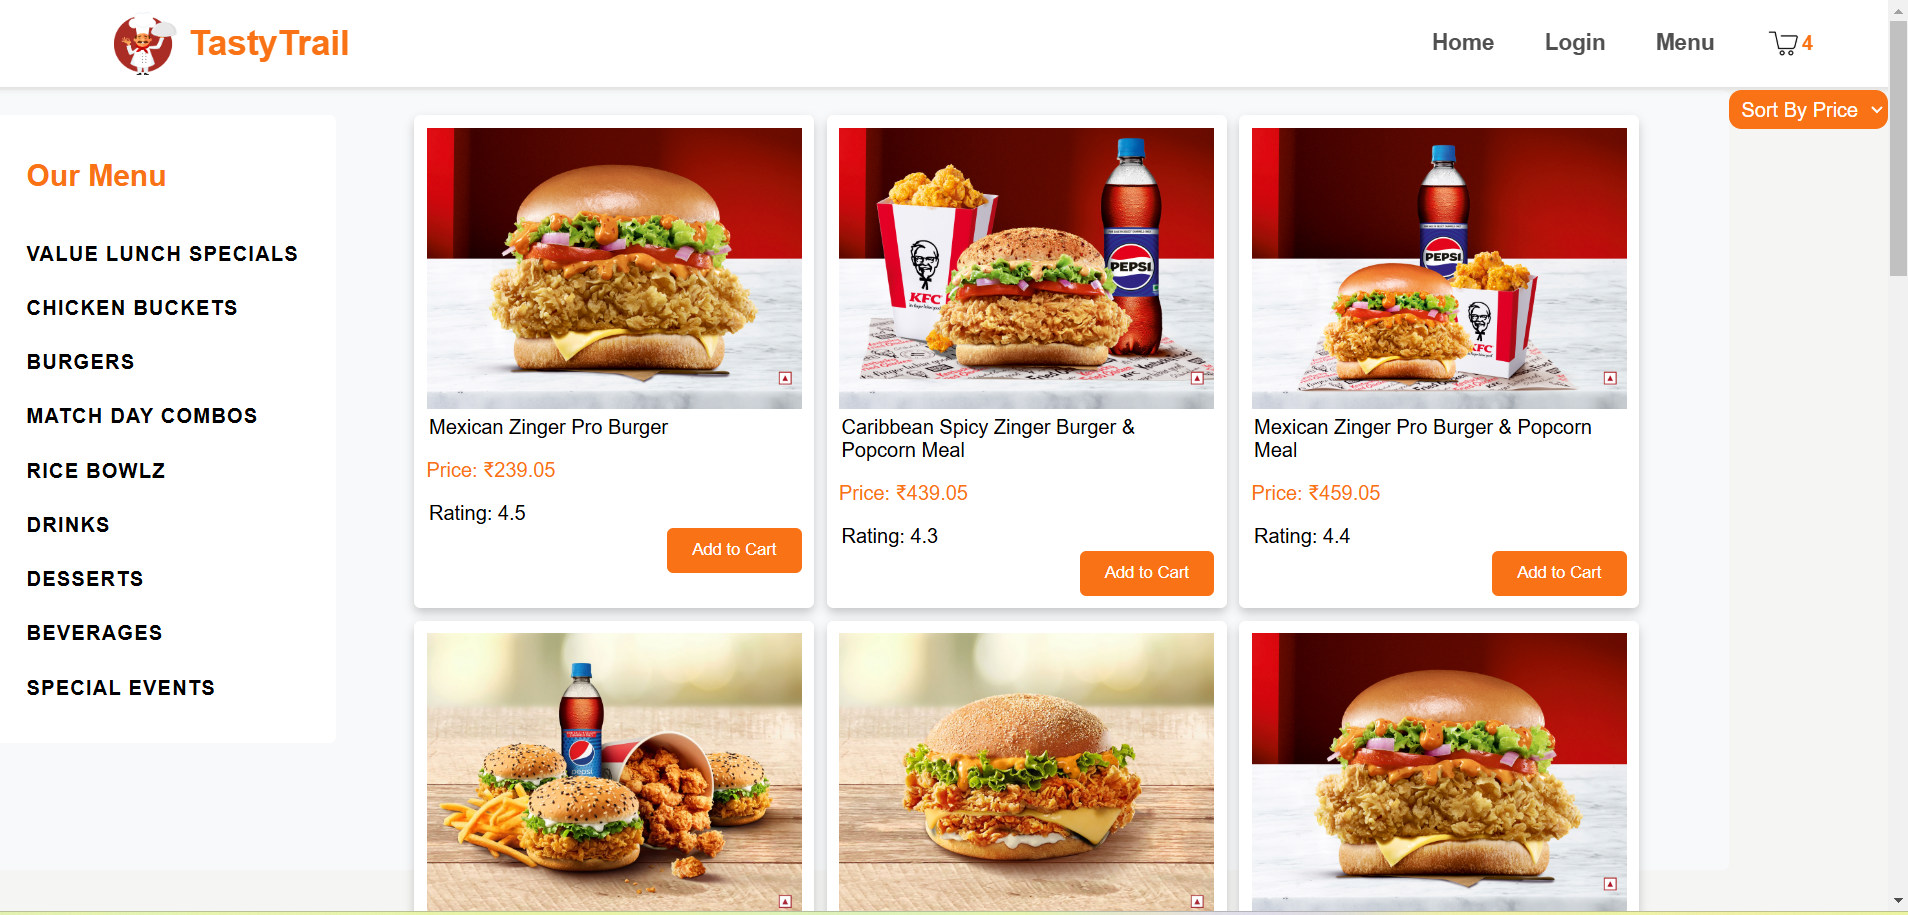 TastyTrail
Home
Login
Menu
4
Sort By Price
Our Menu
VALUE LUNCH SPECIALS
CHICKEN BUCKETS
BURGERS
MATCH DAY COMBOS
RICE BOWLZ
DRINKS
DESSERTS
BEVERAGES
SPECIAL EVENTS
KFC
PEPSI
PEPSI
KFC
Mexican Zinger Pro Burger
Price: ₹239.05
Rating: 4.5
Add to Cart
Caribbean Spicy Zinger Burger &
Popcorn Meal
Price: ₹439.05
Rating: 4.3
Add to Cart
Mexican Zinger Pro Burger & Popcorn
Meal
Price: ₹459.05
Rating: 4.4
Add to Cart
pepsi